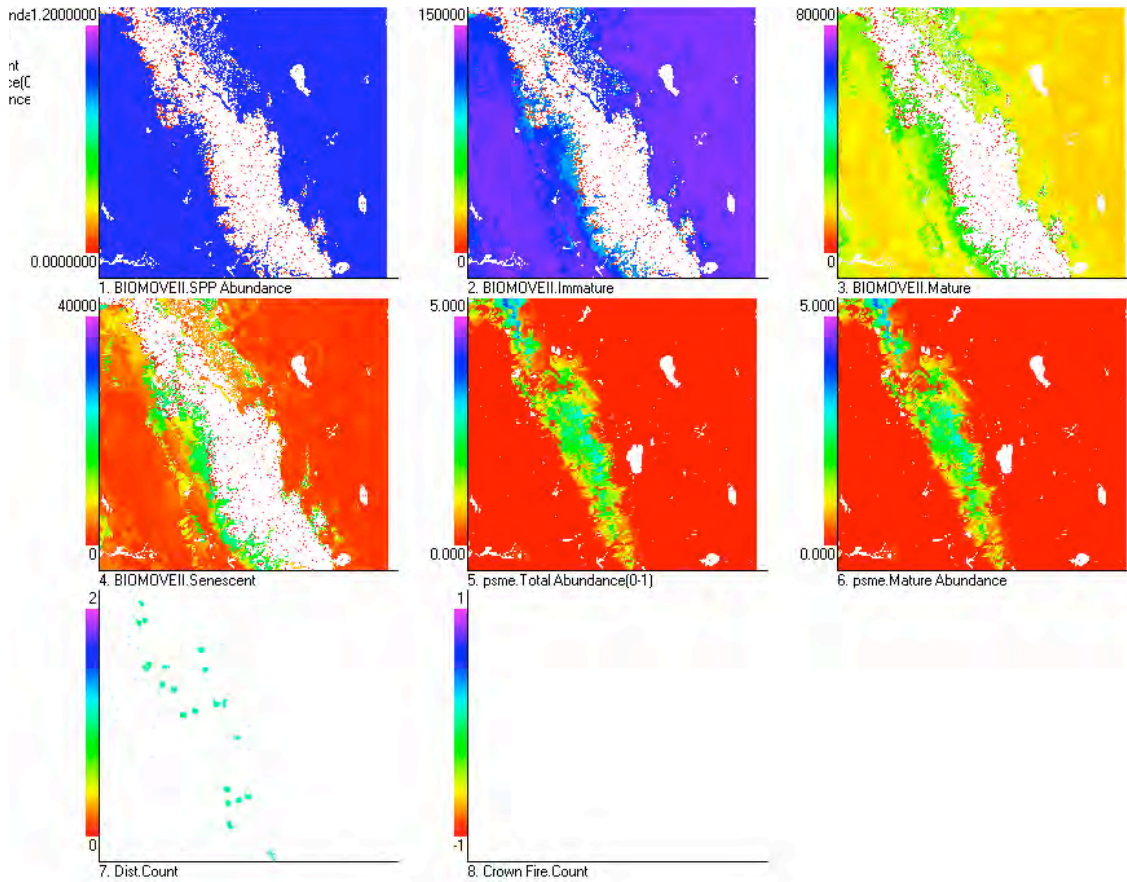 nda
1.2000000
nt
ce(0
nce
0.0000000
1. BIOMOVEII.SPP Abundance
150000
0
2. BIOMOVEII.Immature
80000
0
3. BIOMOVEII.Mature
40000
0
4. BIOMOVEII.Senescent
5.000
0.000
5. psme.Total Abundance(0-1)
5.000
0.000
6. psme.Mature Abundance
2
0
7. Dist.Count
1
-1
8. Crown Fire.Count